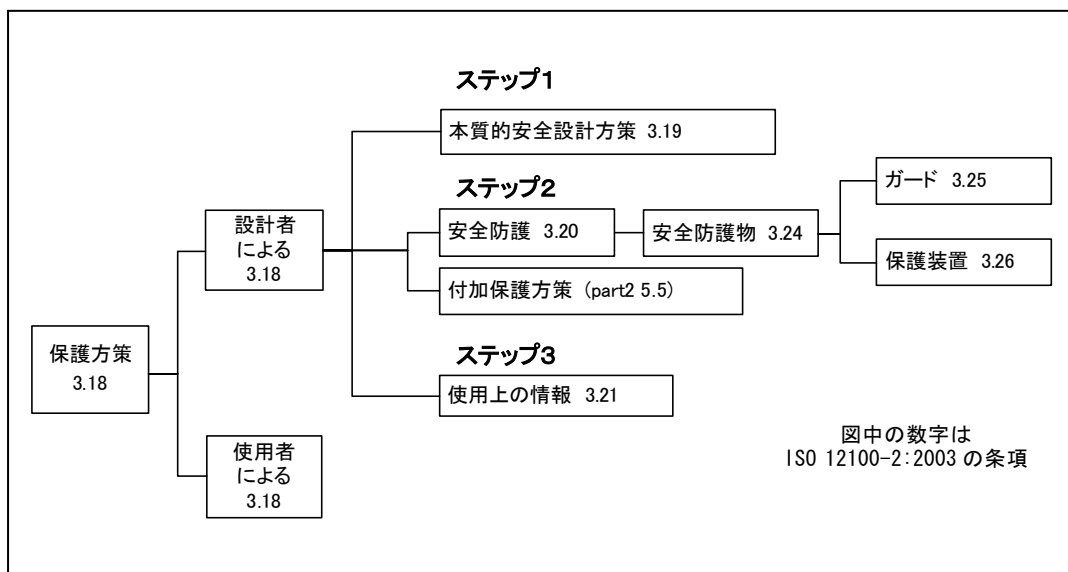 ステップ1
本質的安全設計方策 3.19
ステップ2
ガード 3.25
設計者
による
3.18
安全防護 3.20
安全防護物 3.24
保護装置 3.26
付加保護方策 (part2 5.5)
保護方策
3.18
ステップ3
使用上の情報 3.21
使用者
による
3.18
図中の数字は
ISO 12100-2:2003 の条項